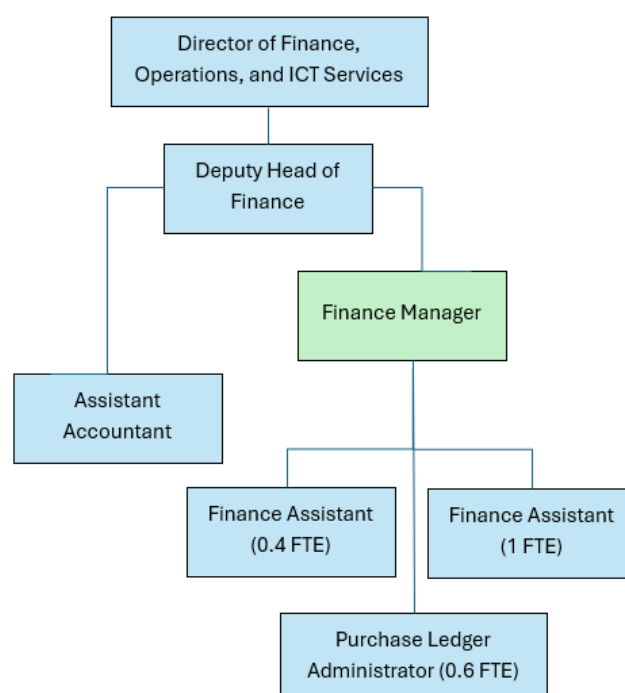 Director of Finance,
Operations, and ICT Services
Deputy Head of
Finance
Finance Manager
Assistant
Accountant
Finance Assistant
(0.4 FTE)
Finance Assistant
(1 FTE)
Purchase Ledger
Administrator (0.6 FTE)